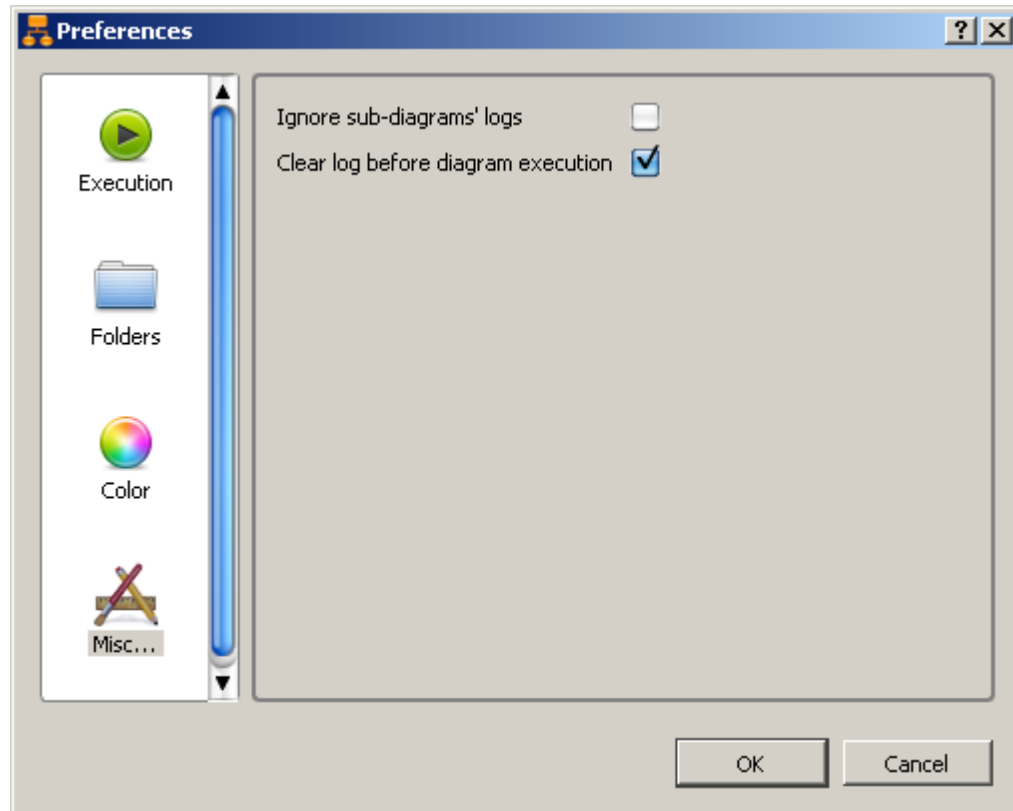 Preferences
Execution
Folders
Color
Misc...
Ignore sub-diagrams' logs
Clear log before diagram execution
OK
Cancel